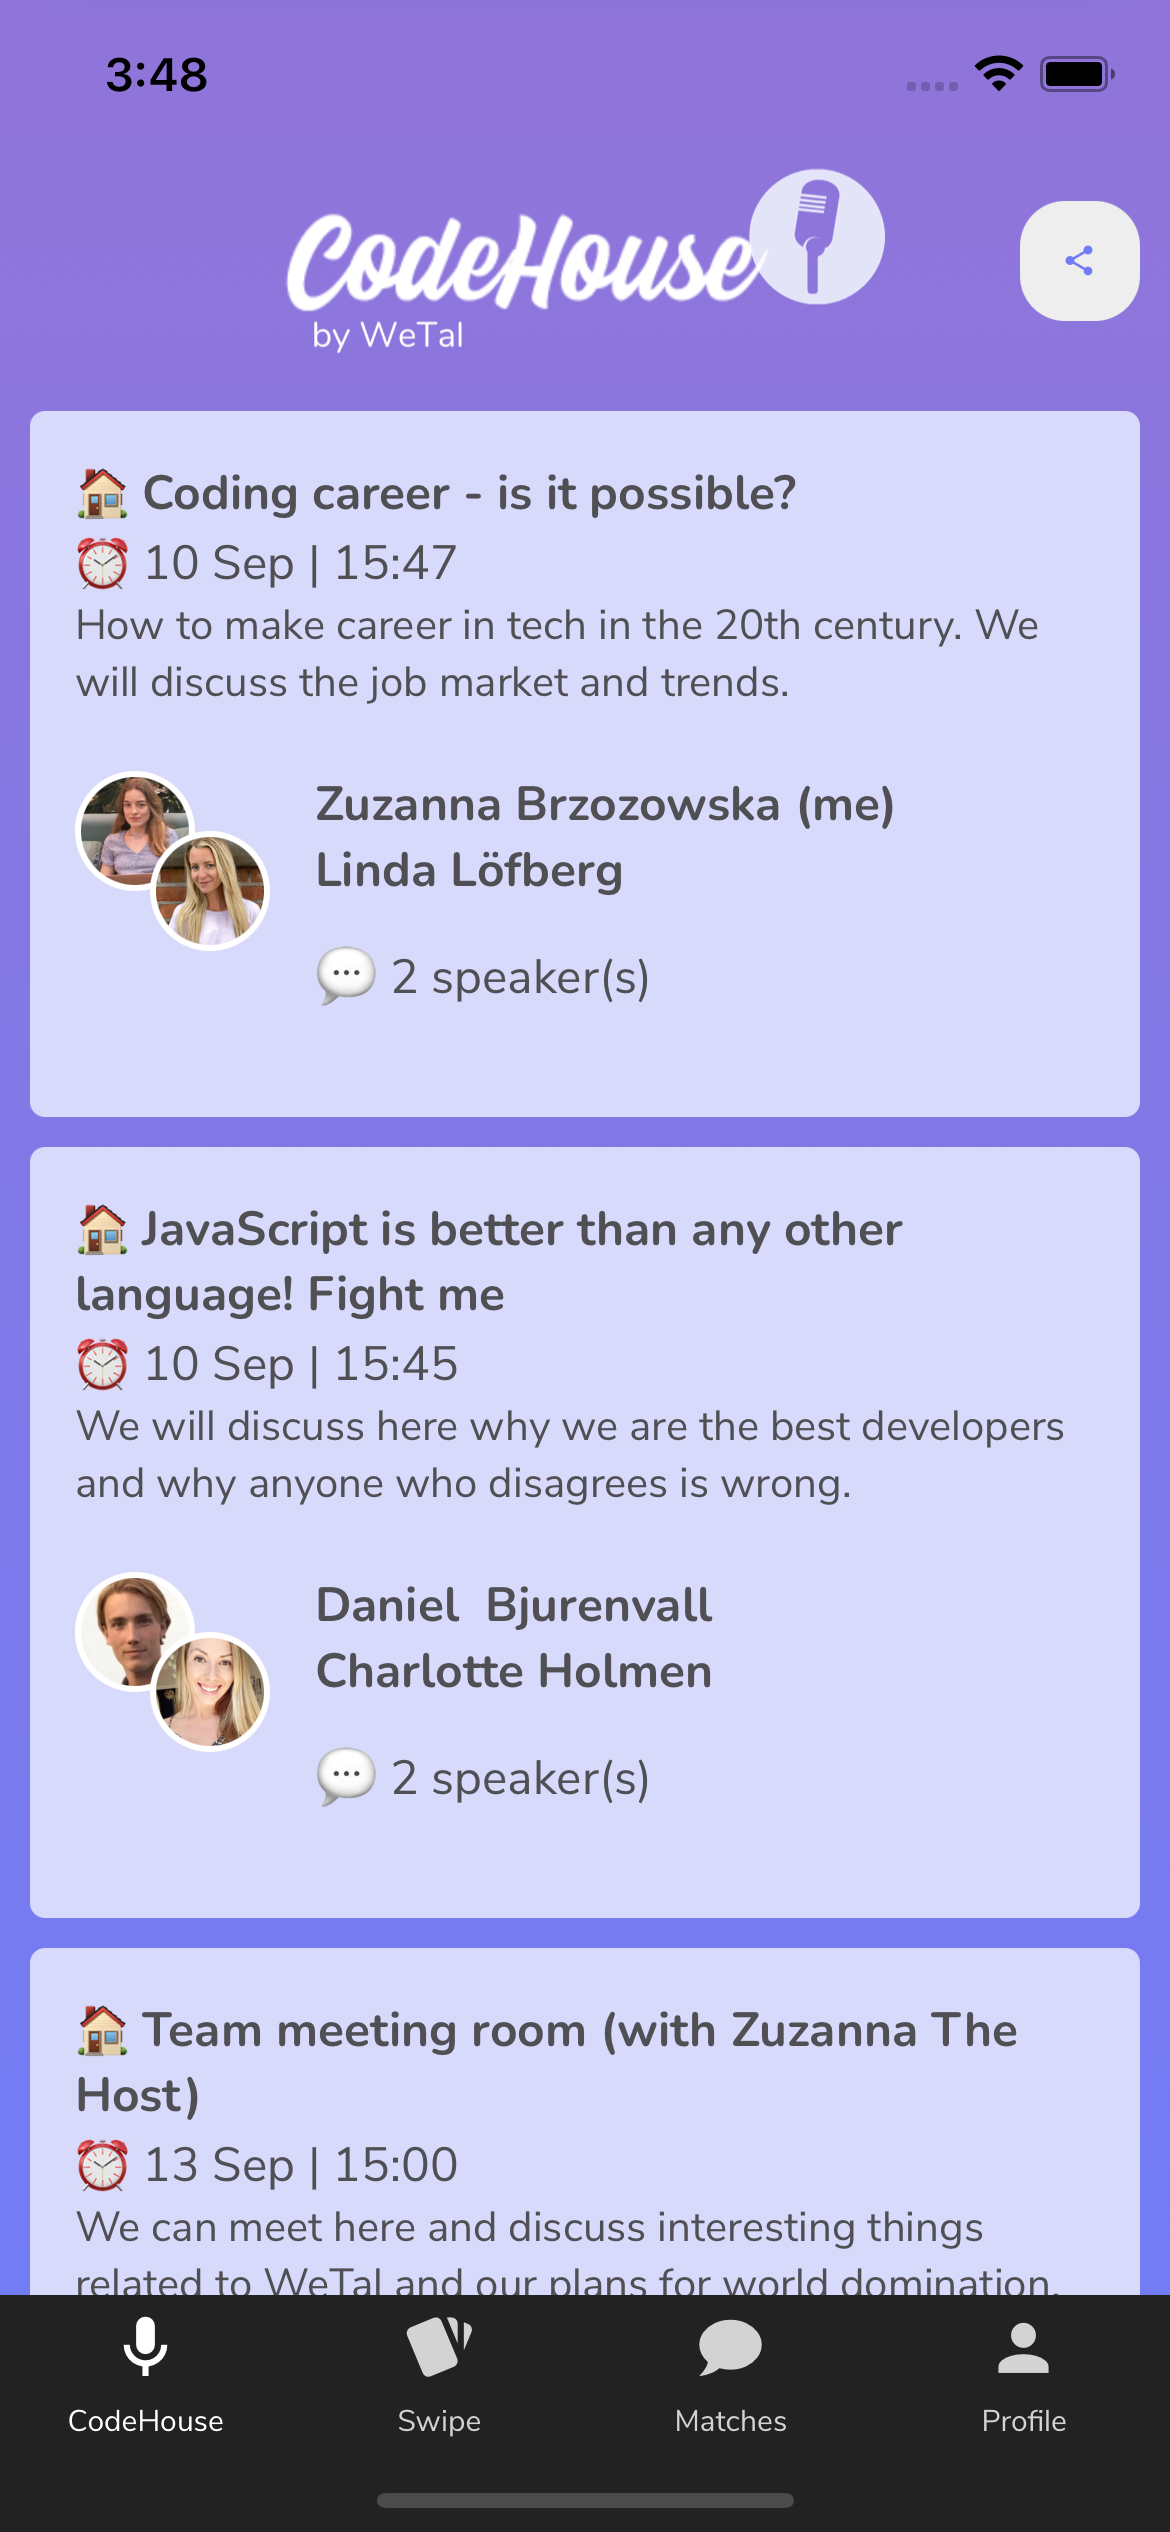 3:48
CodeHouse
by WeTal
🏠 Coding career - is it possible?
⏰ 10 Sep | 15:47
How to make career in tech in the 20th century. We
will discuss the job market and trends.
Zuzanna Brzozowska (me)
Linda Löfberg
💬 2 speaker(s)
🏠 JavaScript is better than any other
language! Fight me
⏰ 10 Sep | 15:45
We will discuss here why we are the best developers
and why anyone who disagrees is wrong.
Daniel  Bjurenvall
Charlotte Holmen
💬 2 speaker(s)
🏠 Team meeting room (with Zuzanna The
Host)
⏰ 13 Sep | 15:00
We can meet here and discuss interesting things
related to WeTal and our plans for world domination.
CodeHouse
Swipe
Matches
Profile